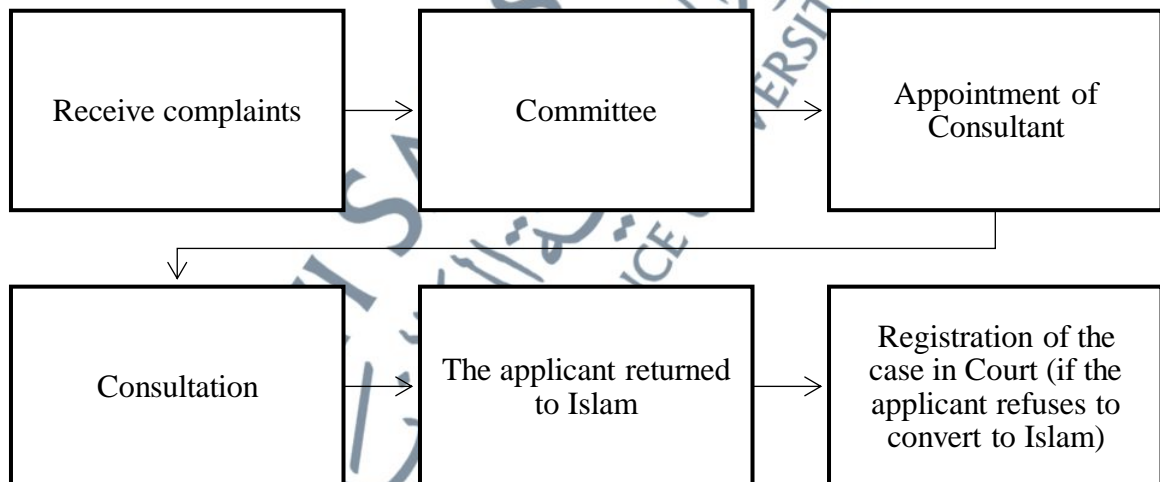 Receive complaints
Committee
Appointment of
Consultant
Consultation
The applicant returned
to Islam
Registration of the
case in Court (if the
applicant refuses to
convert to Islam)